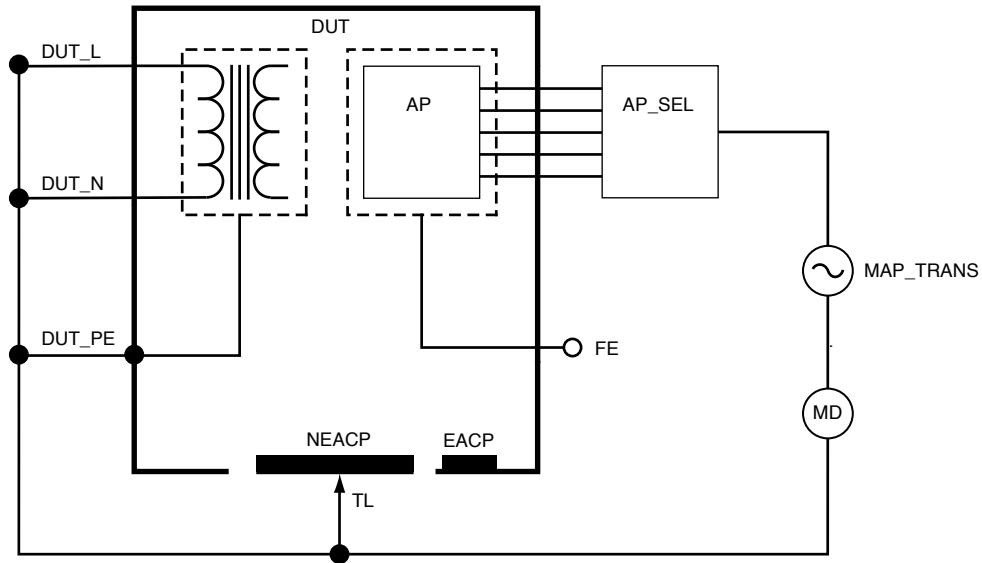 DUT
DUT_L
AP
AP_SEL
DUT_N
MAP_TRANS
DUT_PE
FE
MD
NEACP
EACP
TL